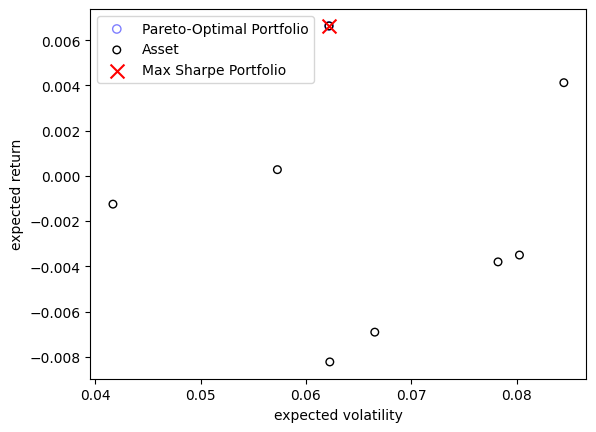 Pareto-Optimal Portfolio
Asset
Max Sharpe Portfolio
0.006
0.004
0.002
0.000
−0.002
−0.004
−0.006
−0.008
expected return
0.04
0.05
0.06
0.07
0.08
expected volatility